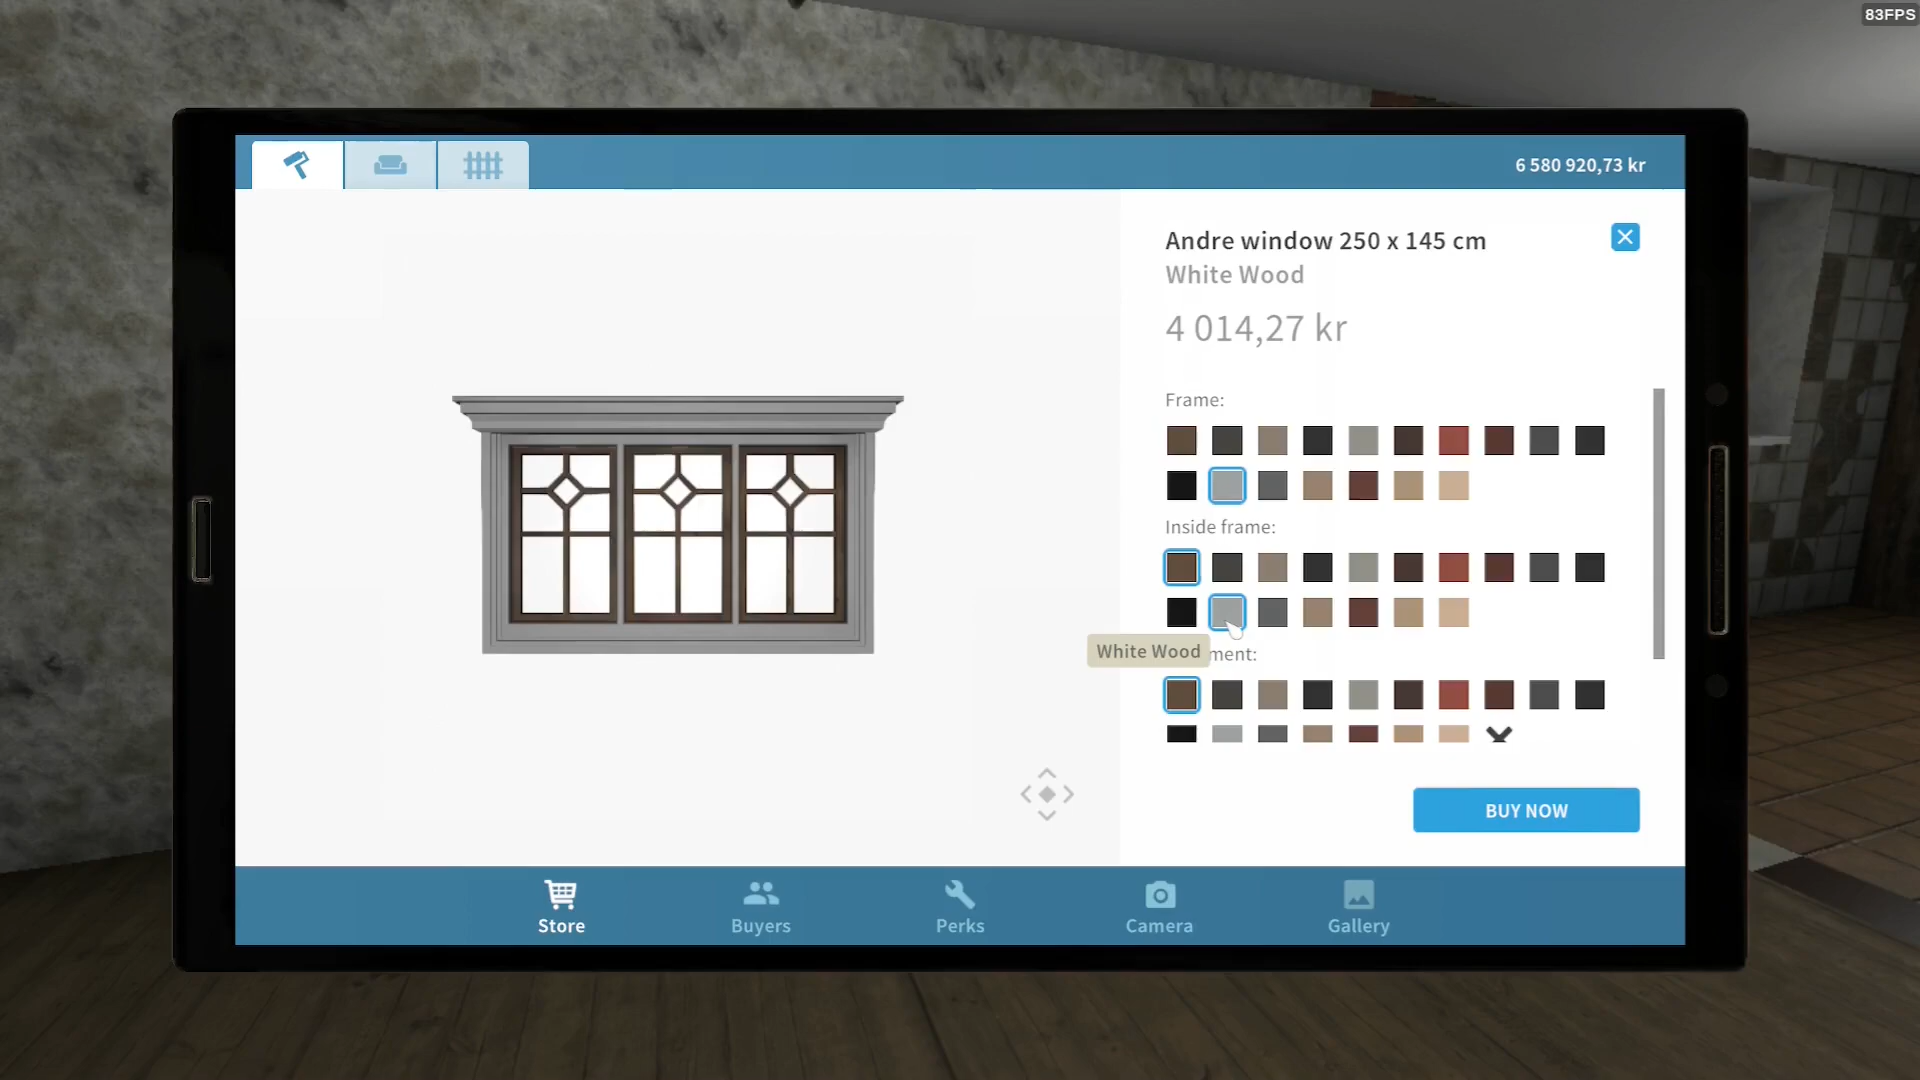 83FPS
6 580 920,73 kr
Andre window 250 x 145 cm
White Wood
4 014,27 kr
Frame:
Inside frame:
White Wood
ment:
BUY NOW
Store
Buyers
Perks
Camera
Gallery